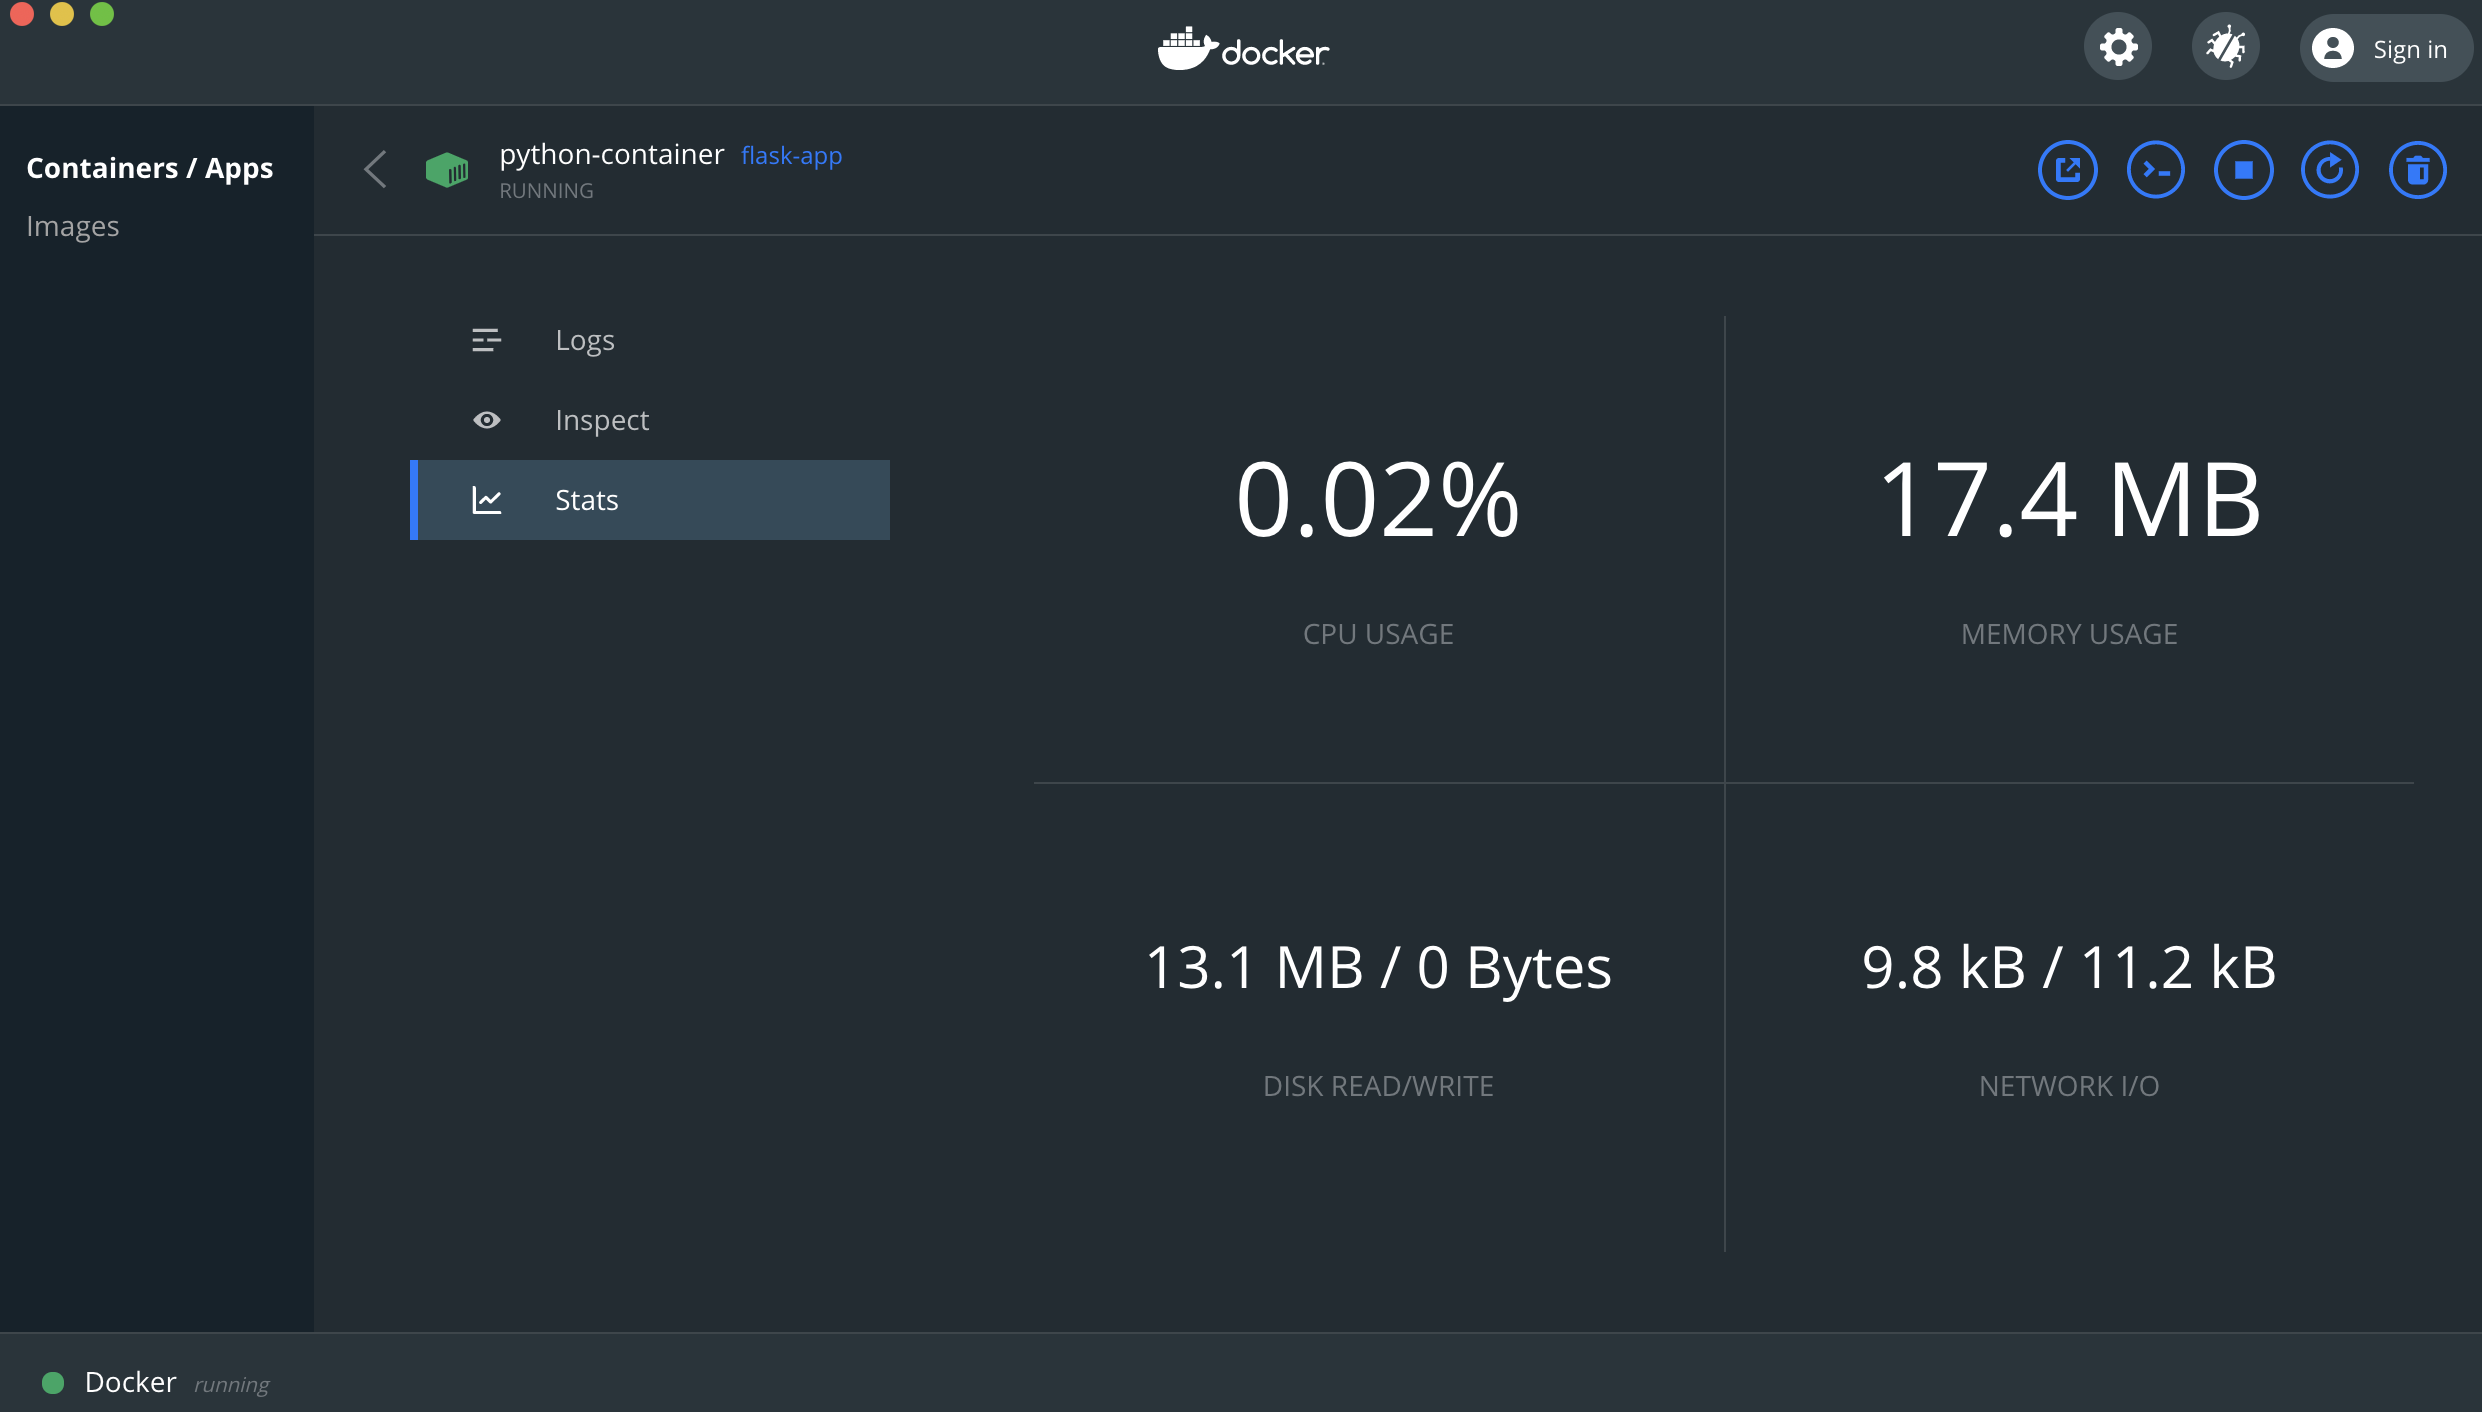 docker
Sign in
Containers / Apps
Images
python-container flask-app
RUNNING
Logs
Inspect
Stats
0.02%
CPU USAGE
17.4 MB
MEMORY USAGE
13.1 MB / 0 Bytes
DISK READ/WRITE
9.8 kB / 11.2 kB
NETWORK I/O
Docker running